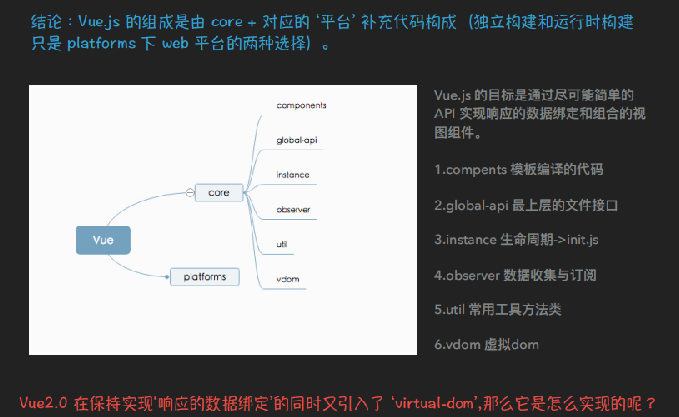 结论：Vue.js 的组成是由 core + 对应的 ‘平台’ 补充代码构成（独立构建和运行时构建
只是 platforms 下 web 平台的两种选择）。
components
global-api
instance
core
observer
Vue
util
platforms
vdom
Vue.js 的目标是通过尽可能简单的
API 实现响应的数据绑定和组合的视
图组件。
1.compents 模板编译的代码
2.global-api 最上层的文件接口
3.instance 生命周期->init.js
4.observer 数据收集与订阅
5.util 常用工具方法类
6.vdom 虚拟dom
Vue2.0 在保持实现‘响应的数据绑定’的同时又引入了 ‘virtual-dom’,那么它是怎么实现的呢？